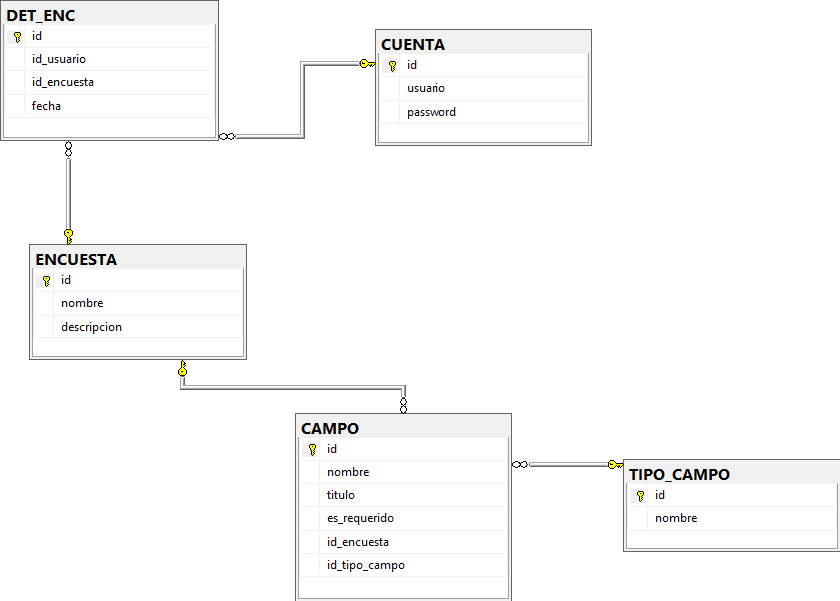 DET_ENC
id
id_usuario
id_encuesta
fecha
CUENTA
id
usuario
password
ENCUESTA
id
nombre
descripcion
CAMPO
id
nombre
titulo
es_requerido
id_encuesta
id_tipo_campo
TIPO_CAMPO
id
nombre